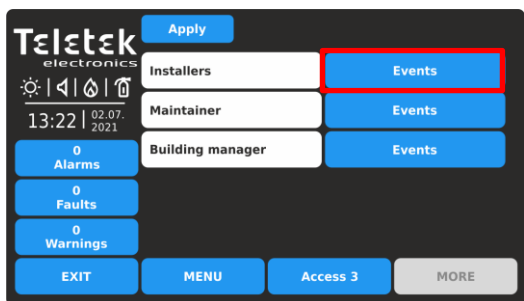 Teletek
electronics
13:22 02.07.
2021
0
Alarms
0
Faults
0
Warnings
EXIT
Apply
Installers Events
Maintainer Events
Building manager Events
MENU Access 3 MORE